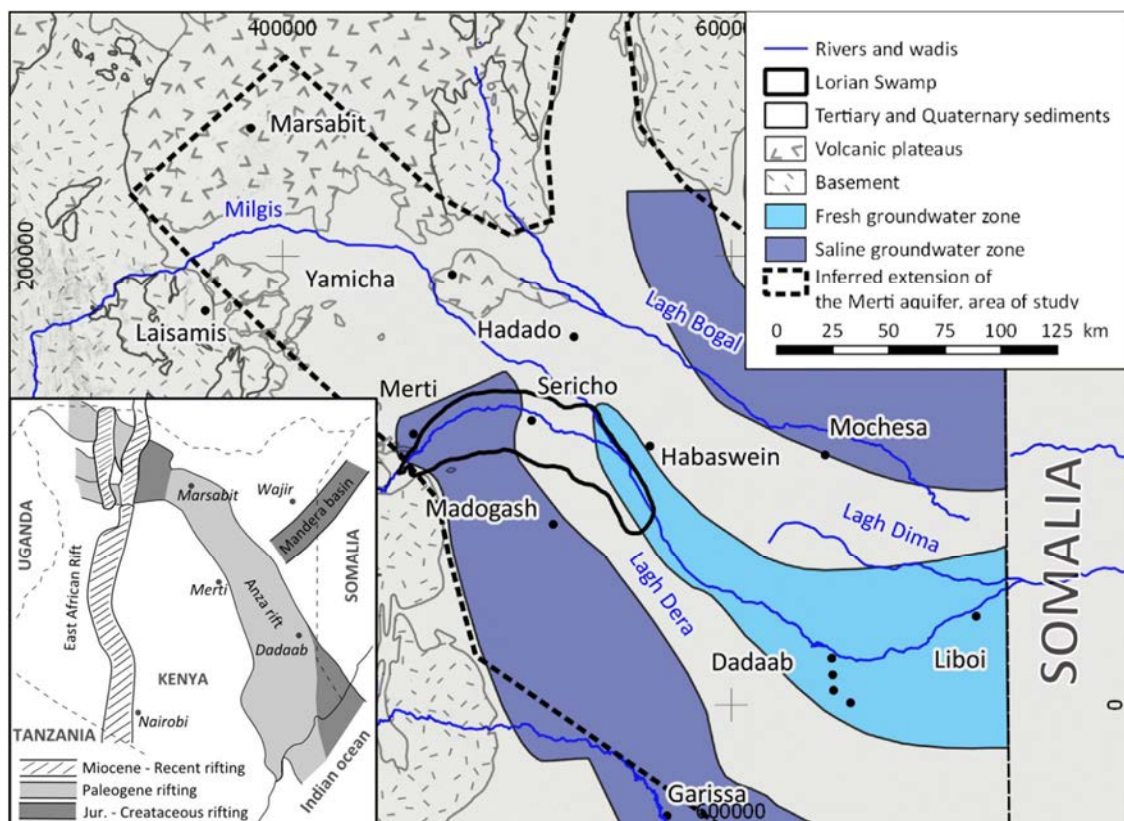 400000
60000
200000
Marsabit
Milgis
Yamicha
Laisamis
Hadado
Lagh Bogal
Merti
Sericho
Mochesa
Habaswein
Madogash
Lagh Dima
Lagh Dera
Dadaab
Liboi
SOMALIA
0
Garissa
600000
Rivers and wadis
Lorian Swamp
Tertiary and Quaternary sediments
Volcanic plateaus
Basement
Fresh groundwater zone
Saline groundwater zone
Inferred extension of
the Merti aquifer, area of study
0 25 50 75 100 125
km
UGANDA
East African Rift
Marsabit
Wajir
Mandera basin
SOMALIA
Merti
Anza rift
Dadaab
KENYA
Nairobi
TANZANIA
Indian ocean
Miocene - Recent rifting
Paleogene rifting
Jur. - Creataceous rifting